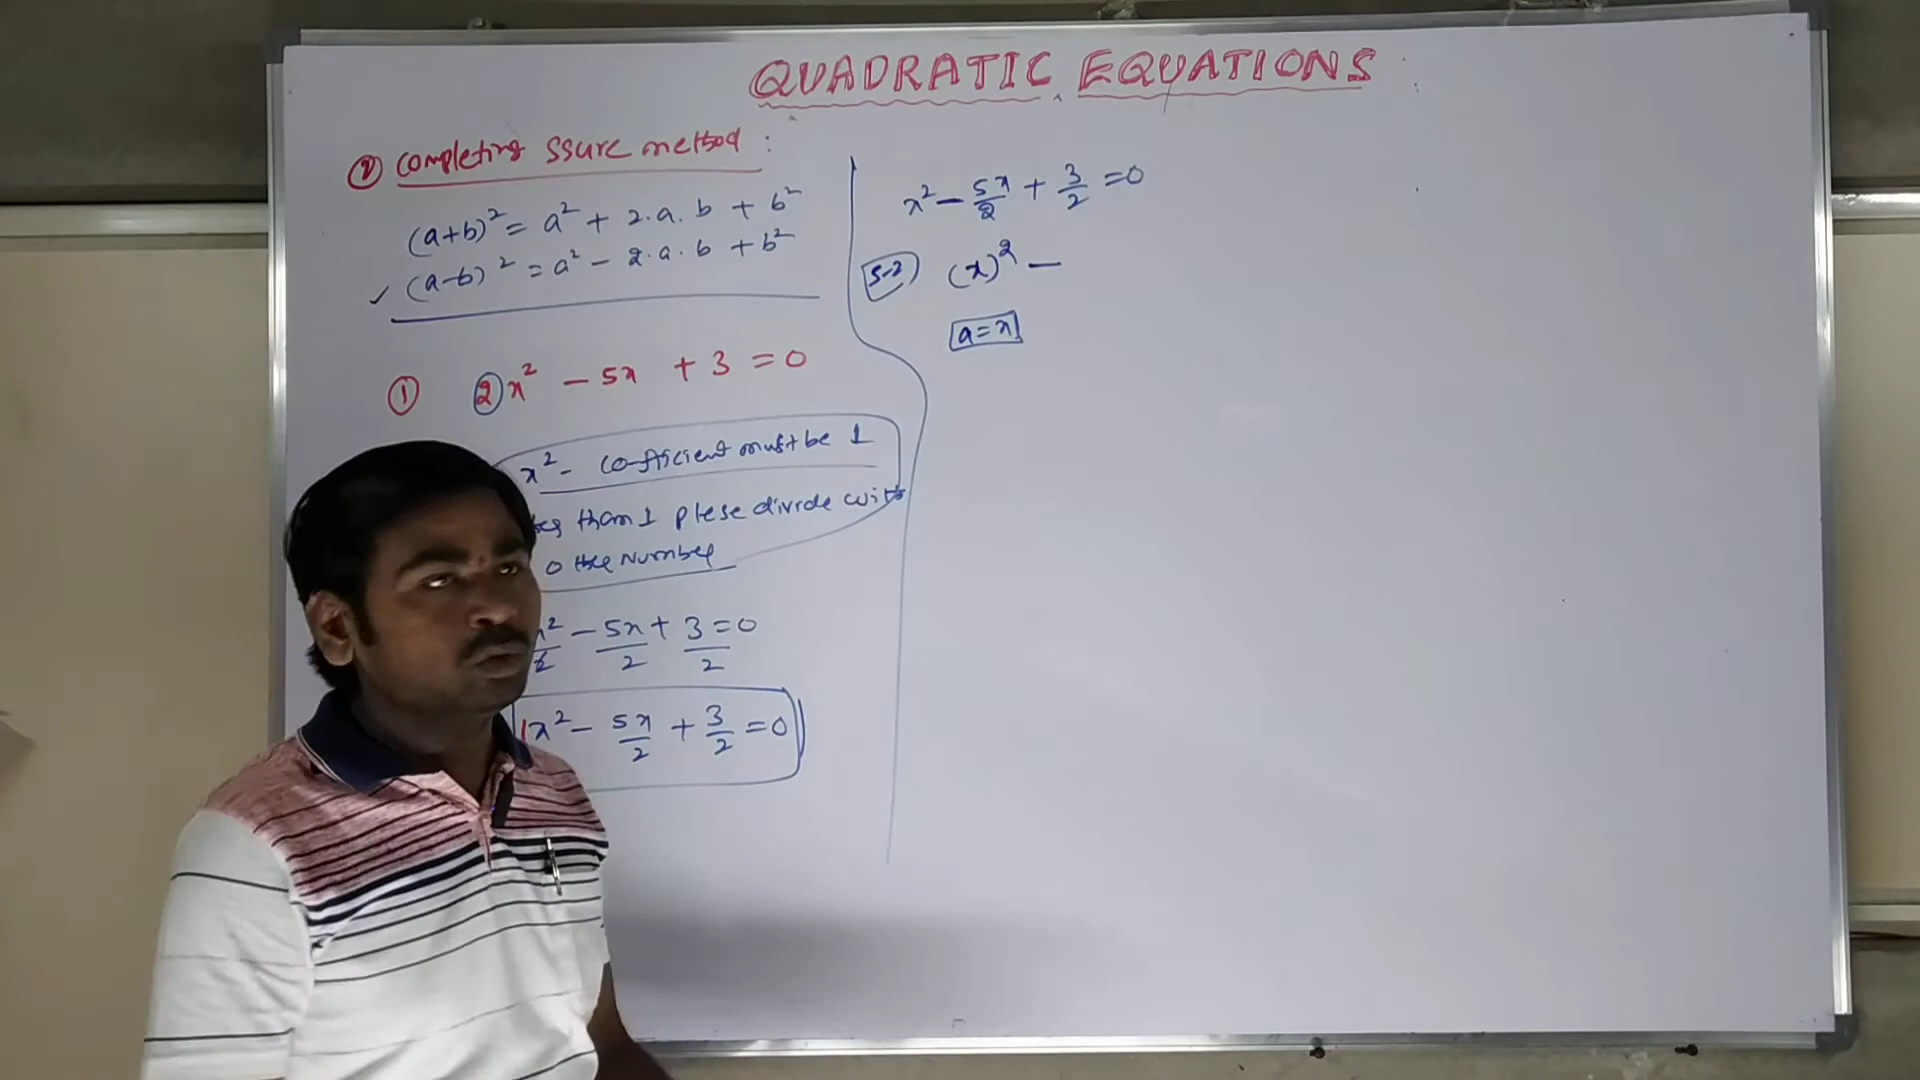 QUADRATIC EQUATIONS
② completing ssure method :
(a+b)² = a² + 2.a.b + b²
✓ (a-b)² = a² - 2.a.b + b²
① 2x² - 5x + 3 = 0
x² - coefficient must be 1
than 1 plese divide with
the Number
x²/2 - 5x/2 + 3/2 = 0
1x² - 5x/2 + 3/2 = 0
x² - 5x/2 + 3/2 = 0
S-2) (x)² -
a = x